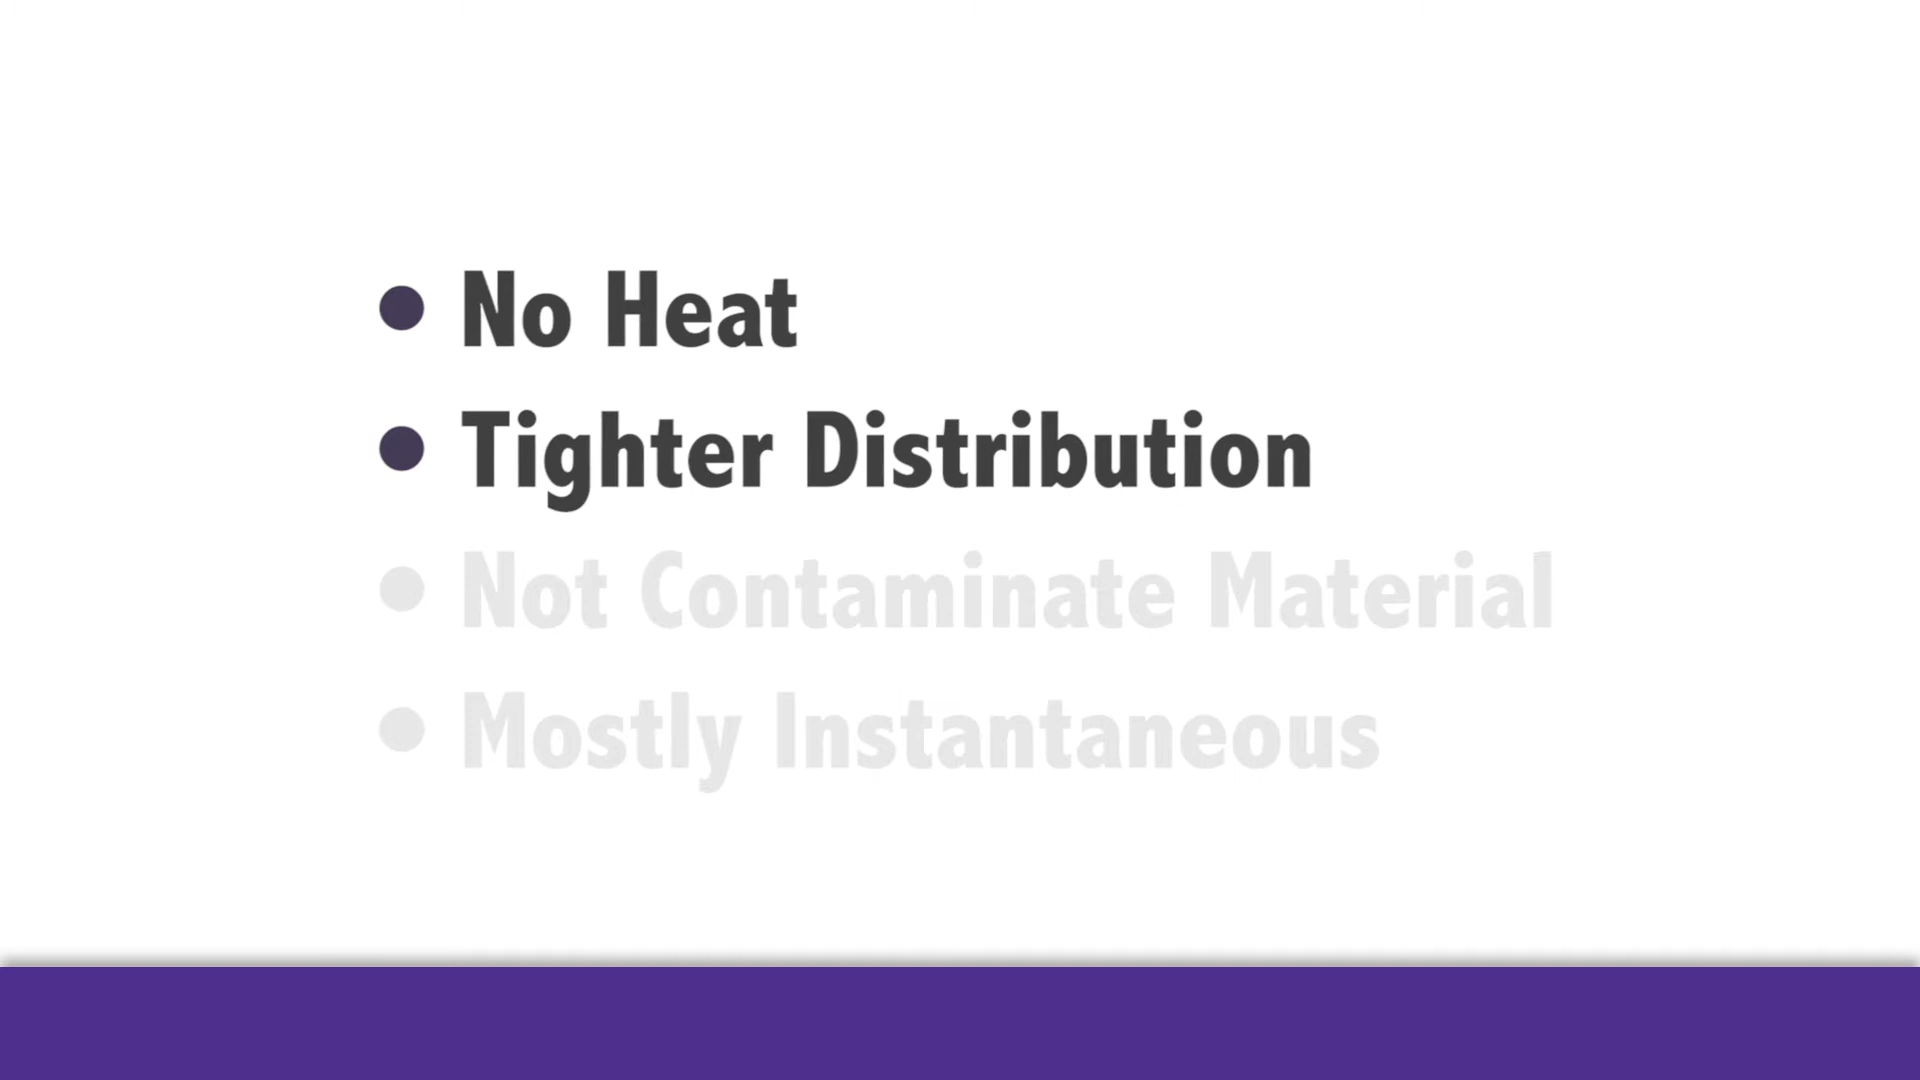 • No Heat
• Tighter Distribution
• Not Contaminate Material
• Mostly Instantaneous